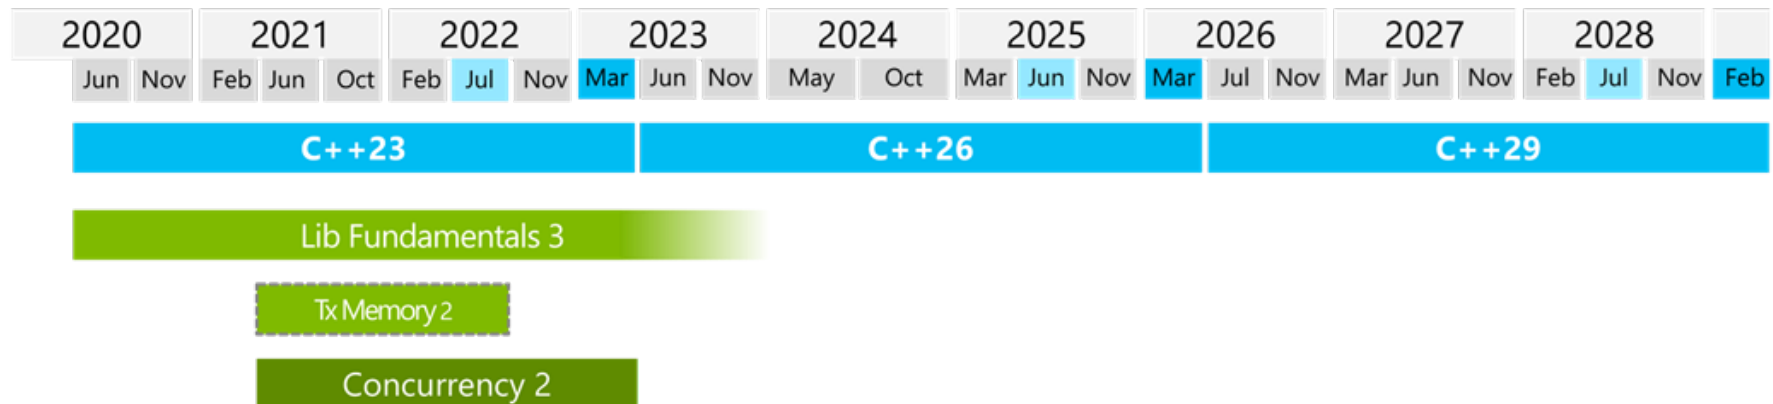 2020 2021 2022 2023 2024 2025 2026 2027 2028
Jun Nov Feb Jun Oct Feb Jul Nov Mar Jun Nov May Oct Mar Jun Nov Mar Jul Nov Mar Jun Nov Feb Jul Nov Feb
C++23 C++26 C++29
Lib Fundamentals 3
Tx Memory 2
Concurrency 2